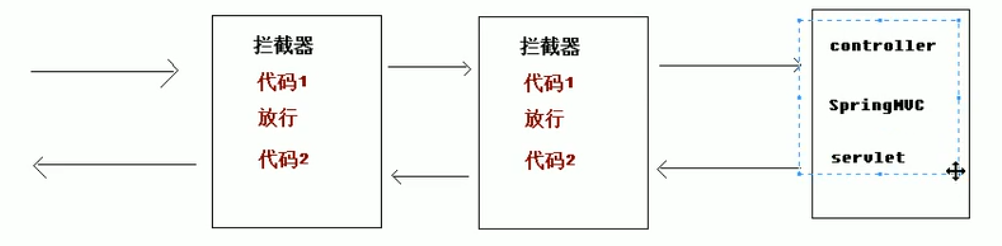 拦截器
代码1
放行
代码2
拦截器
代码1
放行
代码2
controller
SpringMVC
servlet